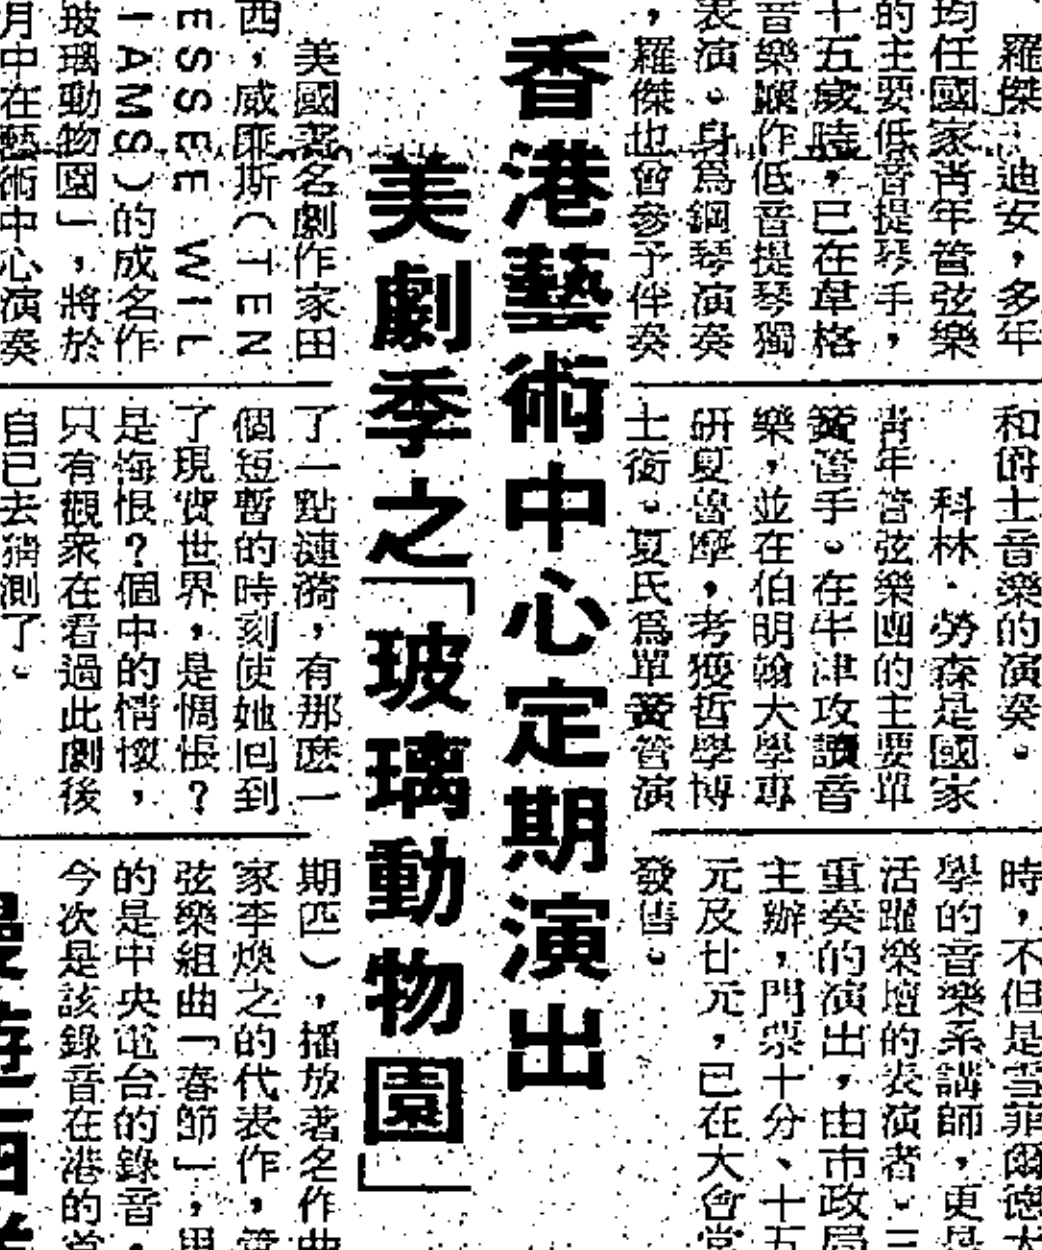 羅傑·迪安，多年
均任國家青年管弦樂
的主要低音提琴手，
十五歲時，已在韋格
音樂廳作低音提琴獨
表演。身為鋼琴演奏
，羅傑也曾參予伴奏
和爵士音樂的演奏。
科林·勞森是國家
青年管弦樂團的主要單
簧管手。在牛津攻讀音
樂，並在伯明翰大學專
研夏魯摩，考獲哲學博
士銜。夏氏為單簧管演
時，不但是雪菲爾德大
學的音樂系講師，更是
活躍樂壇的表演者。三
重奏的演出，由市政局
主辦，門票十分、十五
元及廿元，已在大會堂
發售。
香港藝術中心定期演出
美劇季之「玻璃動物園」
美國著名劇作家田
西·威廉斯（TEN
ESSEE WIL
IAMS）的成名作
玻璃動物園」，將於
月中在藝術中心演奏
了一點漣漪，有那麼一
個短暫的時刻使她回到
了現實世界，是惆悵？
是悔恨？個中的情懷，
只有觀眾在看過此劇後
自己去猜測了。
期匹），播放著名作曲
家李煥之的代表作，管
弦樂組曲「春節」，用
的是中央電台的錄音，
今次是該錄音在港的首